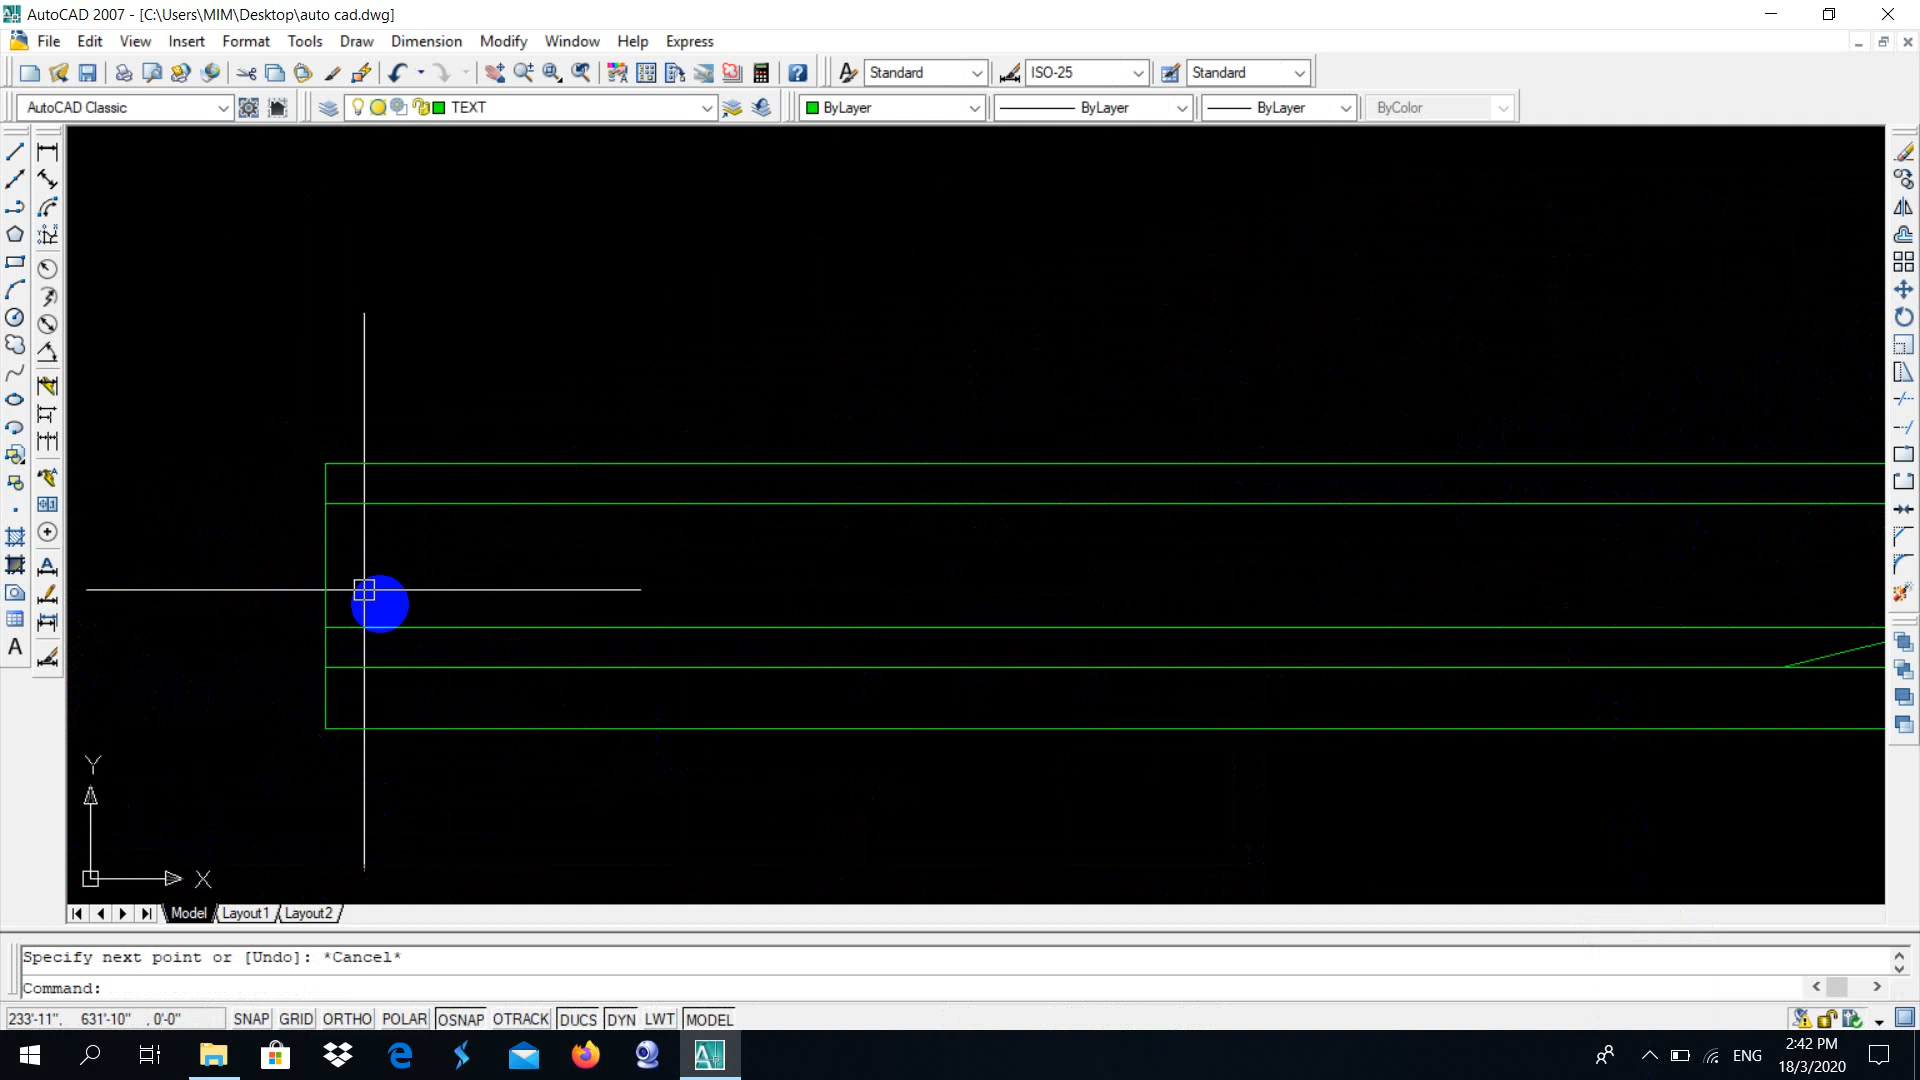 AutoCAD 2007 - [C:\Users\MIM\Desktop\auto cad.dwg]
File Edit View Insert Format Tools Draw Dimension Modify Window Help Express
Standard ISO-25 Standard
AutoCAD Classic TEXT ByLayer ByLayer ByLayer ByColor
A
Y
X
Model Layout1 Layout2
Specify next point or [Undo]: *Cancel*
Command:
233'-11", 631'-10" , 0'-0" SNAP GRID ORTHO POLAR OSNAP OTRACK DUCS DYN LWT MODEL
ENG
2:42 PM
18/3/2020